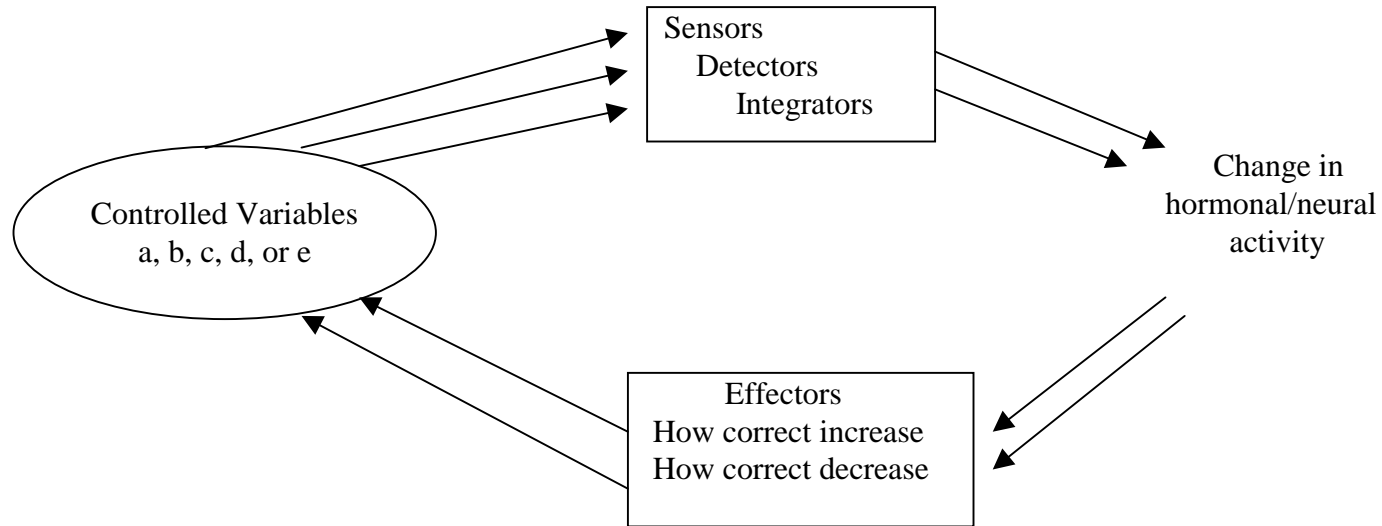 Sensors
Detectors
Integrators
Change in
hormonal/neural
activity
Controlled Variables
a, b, c, d, or e
Effectors
How correct increase
How correct decrease